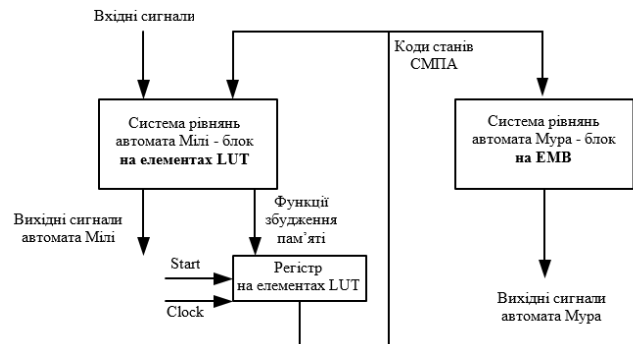 Вхідні сигнали
Коди станів
СМПА
Система рівнянь
автомата Мілі - блок
на елементах LUT
Система рівнянь
автомата Мура - блок
на ЕМВ
Вихідні сигнали
автомата Мілі
Функції
збудження
пам’яті
Start
Clock
Регістр
на елементах LUT
Вихідні сигнали
автомата Мура